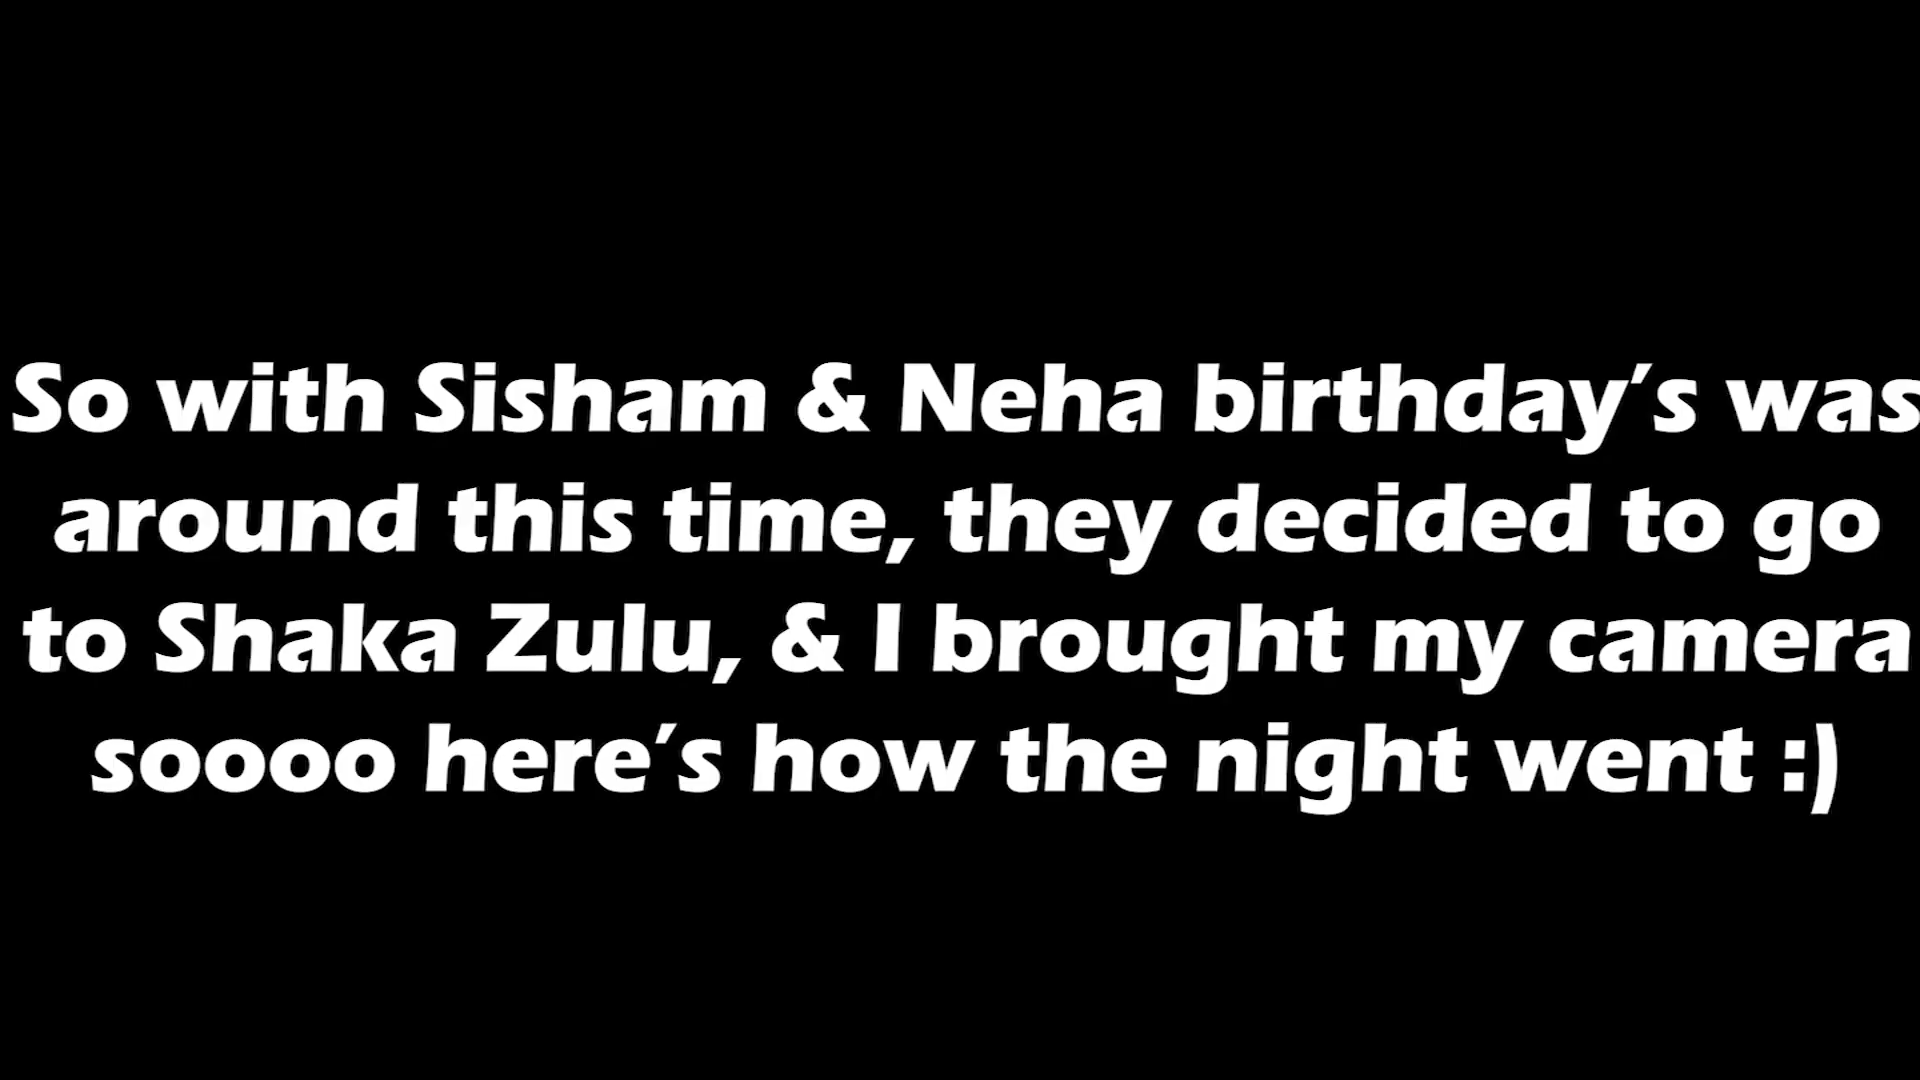 So with Sisham & Neha birthday's was
around this time, they decided to go
to Shaka Zulu, & I brought my camera
soooo here's how the night went :)